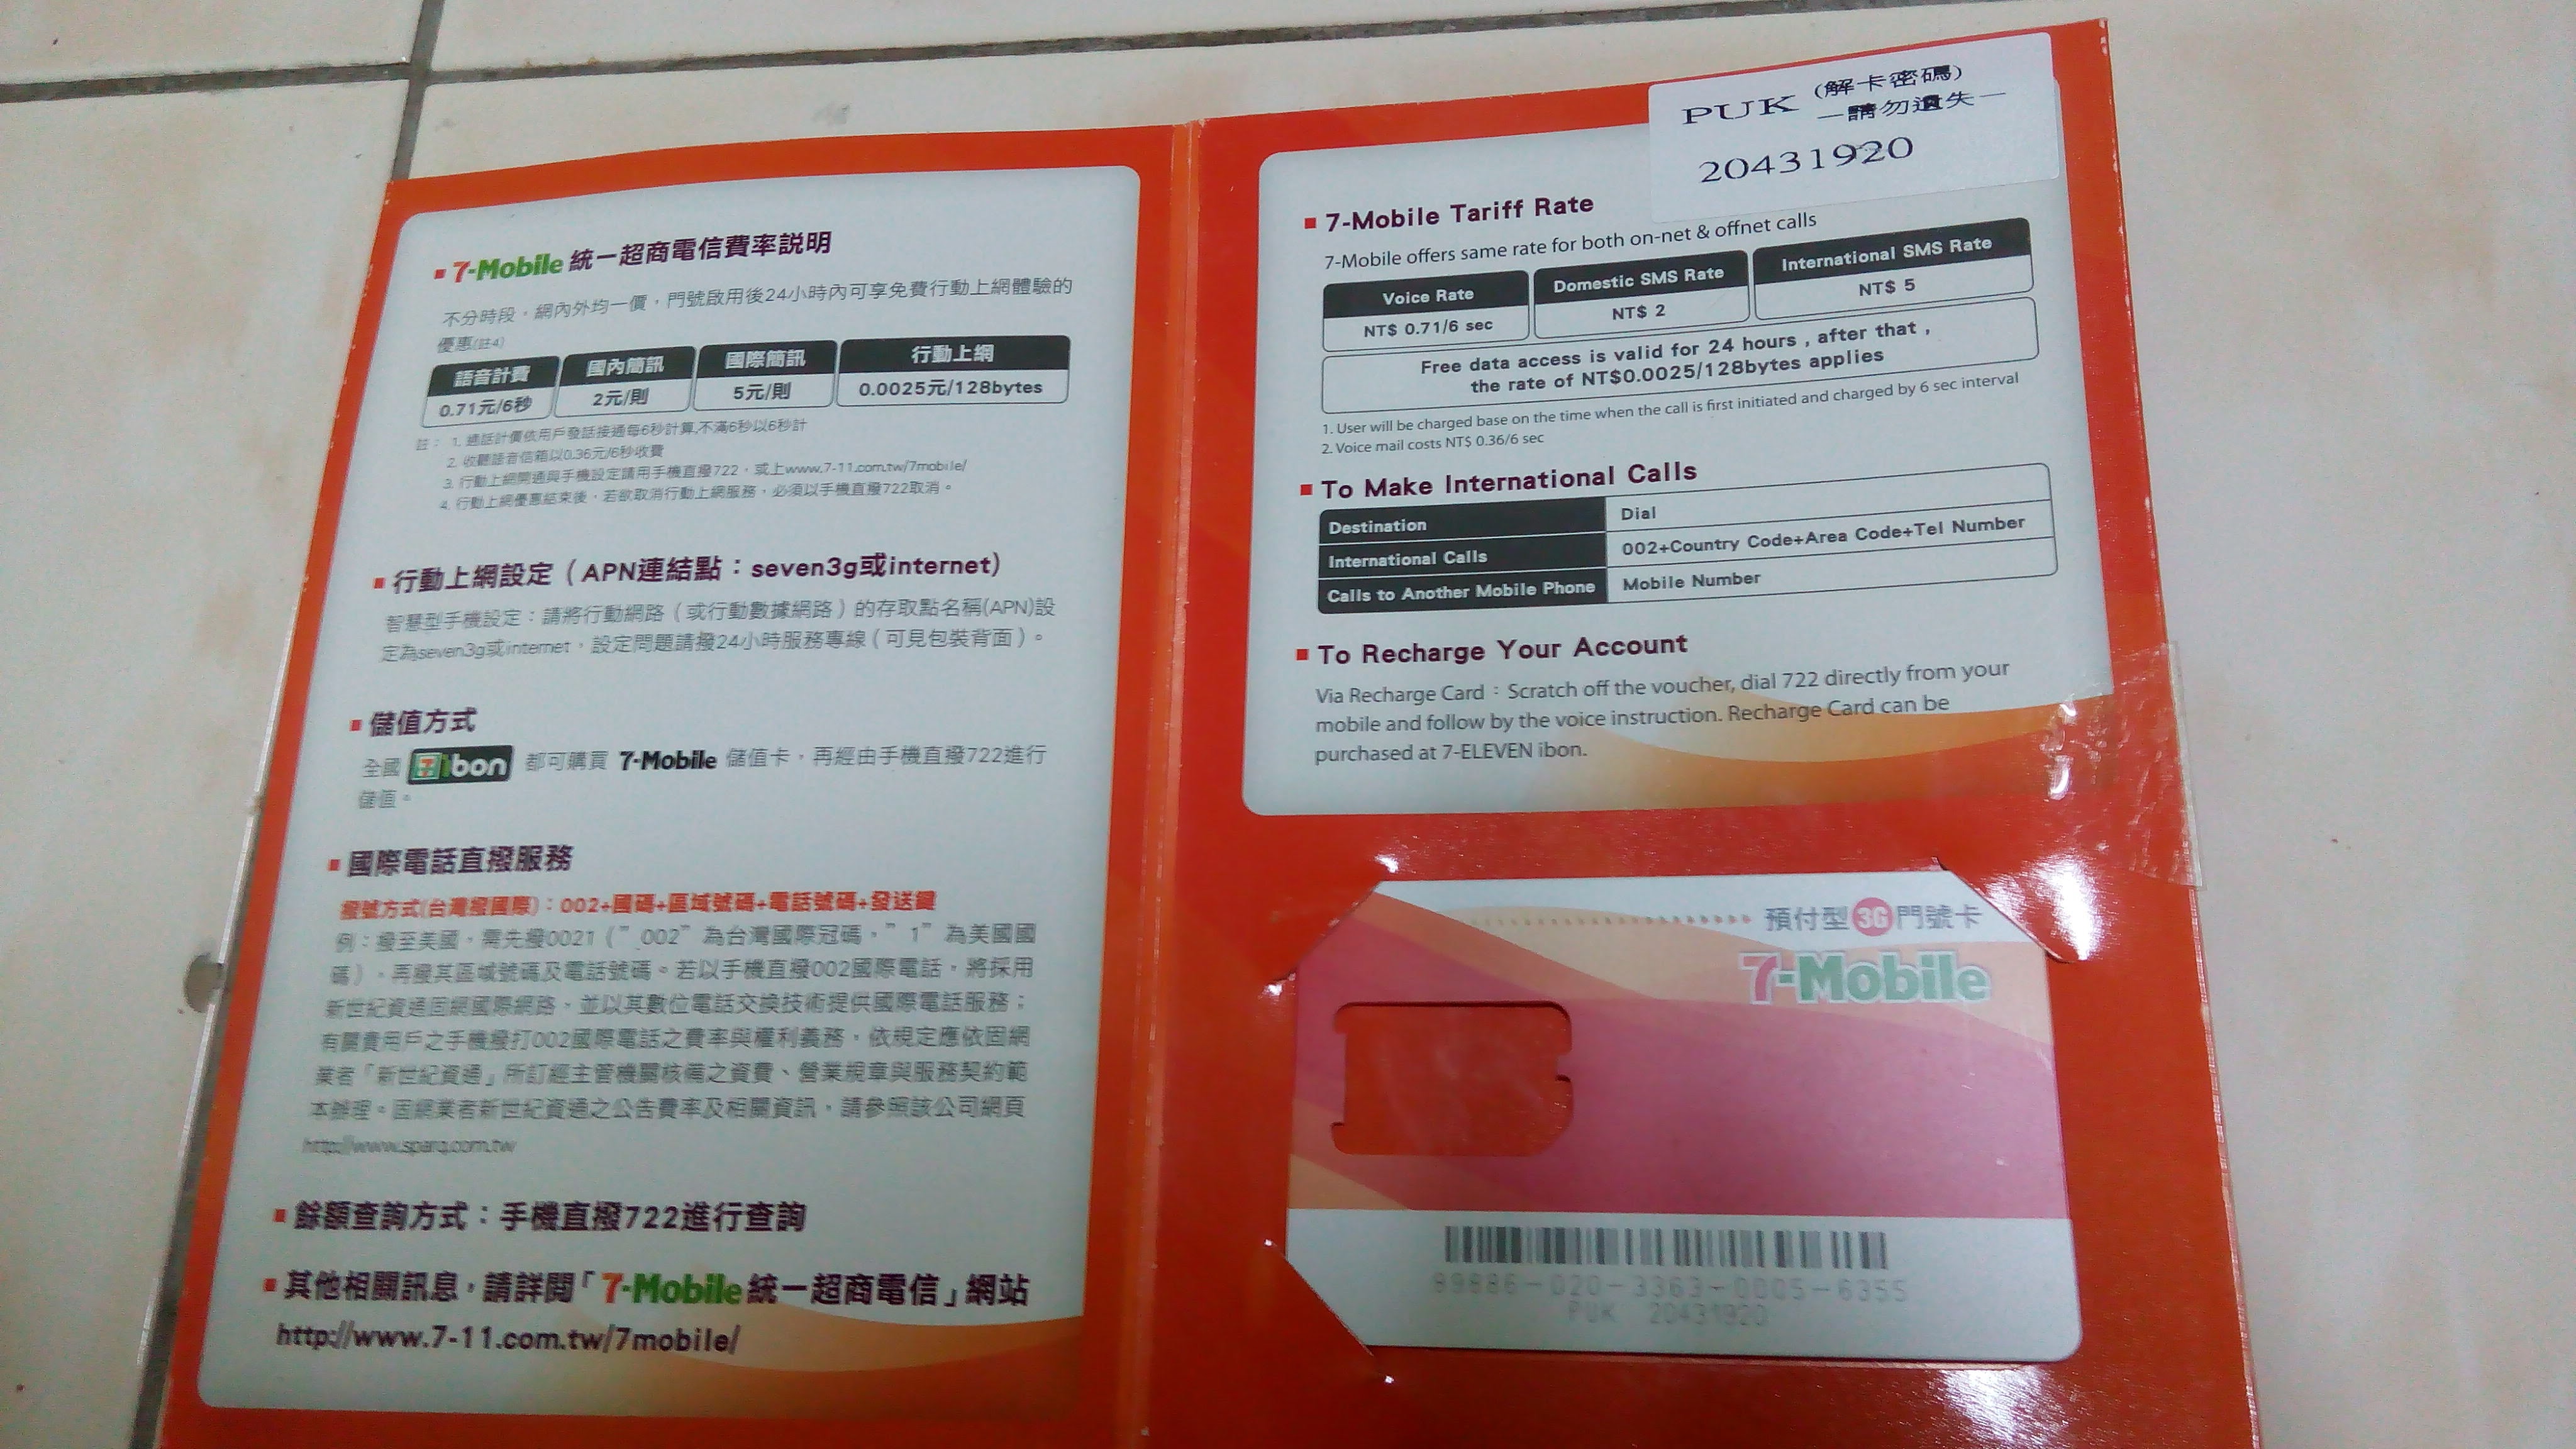 7-Mobile 統一超商電信費率說明
不分時段，網內外均一價，門號啟用後24小時內可享免費行動上網體驗的
優惠(註4)
語音計費 國內簡訊 國際簡訊 行動上網
0.71元/6秒 2元/則 5元/則 0.0025元/128bytes
註： 1. 通話計價依用戶發話接通每6秒計算,不滿6秒以6秒計
2. 收聽語音信箱以0.36元/6秒收費
3. 行動上網開通與手機設定請用手機直撥722，或上www.7-11.com.tw/7mobile/
4. 行動上網優惠結束後，若欲取消行動上網服務，必須以手機直撥722取消。
行動上網設定（APN連結點：seven3g或internet）
智慧型手機設定：請將行動網路（或行動數據網路）的存取點名稱(APN)設
定為seven3g或internet，設定問題請撥24小時服務專線（可見包裝背面）。
儲值方式
全國 7 ibon 都可購買 7-Mobile 儲值卡，再經由手機直撥722進行
儲值。
國際電話直撥服務
撥號方式(台灣撥國際)：002+國碼+區域號碼+電話號碼+發送鍵
例：撥至美國，需先撥0021（" 002" 為台灣國際冠碼，" 1" 為美國國
碼），再撥其區域號碼及電話號碼。若以手機直撥002國際電話，將採用
新世紀資通固網國際網路，並以其數位電話交換技術提供國際電話服務；
有關貴用戶之手機撥打002國際電話之費率與權利義務，依規定應依固網
業者「新世紀資通」所訂經主管機關核備之資費、營業規章與服務契約範
本辦理。固網業者新世紀資通之公告費率及相關資訊，請參照該公司網頁
http://www.sparq.com.tw
餘額查詢方式：手機直撥722進行查詢
其他相關訊息，請詳閱「7-Mobile 統一超商電信」網站
http://www.7-11.com.tw/7mobile/
PUK （解卡密碼）
—請勿遺失—
20431920
7-Mobile Tariff Rate
7-Mobile offers same rate for both on-net & offnet calls
Voice Rate Domestic SMS Rate International SMS Rate
NT$ 0.71/6 sec NT$ 2 NT$ 5
Free data access is valid for 24 hours , after that ,
the rate of NT$0.0025/128bytes applies
1. User will be charged base on the time when the call is first initiated and charged by 6 sec interval
2. Voice mail costs NT$ 0.36/6 sec
To Make International Calls
Destination Dial
International Calls 002+Country Code+Area Code+Tel Number
Calls to Another Mobile Phone Mobile Number
To Recharge Your Account
Via Recharge Card：Scratch off the voucher, dial 722 directly from your
mobile and follow by the voice instruction. Recharge Card can be
purchased at 7-ELEVEN ibon.
預付型3G門號卡
7-Mobile
89886-020-3363-0005-6355
PUK 20431920